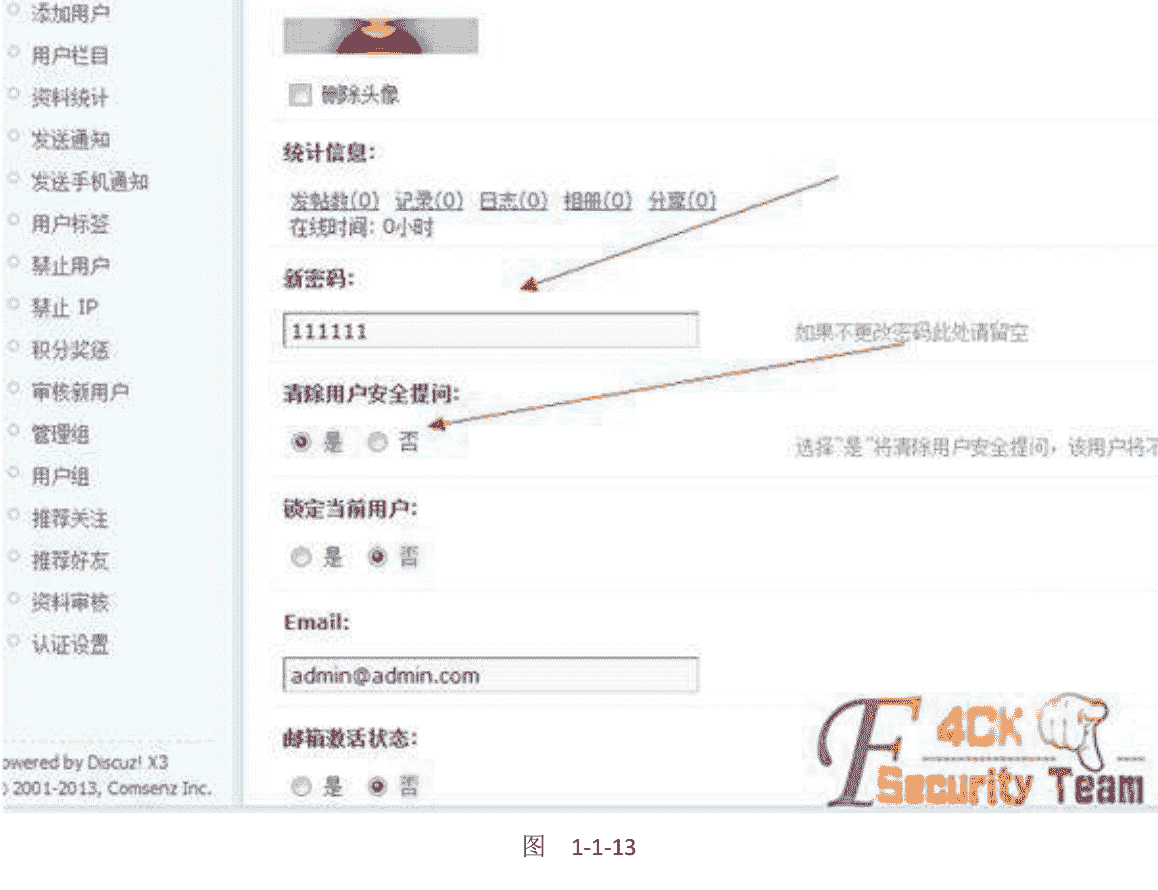 添加用户
用户栏目
资料统计
发送通知
发送手机通知
用户标签
禁止用户
禁止 IP
积分奖惩
审核新用户
管理组
用户组
推荐关注
推荐好友
资料审核
认证设置
owered by Discuz! X3
2001-2013, Comsenz Inc.
删除头像
统计信息:
发帖数(0) 记录(0) 日志(0) 相册(0) 分享(0)
在线时间: 0小时
新密码:
111111
如果不更改密码此处请留空
清除用户安全提问:
是 否
选择"是"将清除用户安全提问，该用户将不
锁定当前用户:
是 否
Email:
admin@admin.com
邮箱激活状态:
是 否
F4CK
Security Team
图 1-1-13